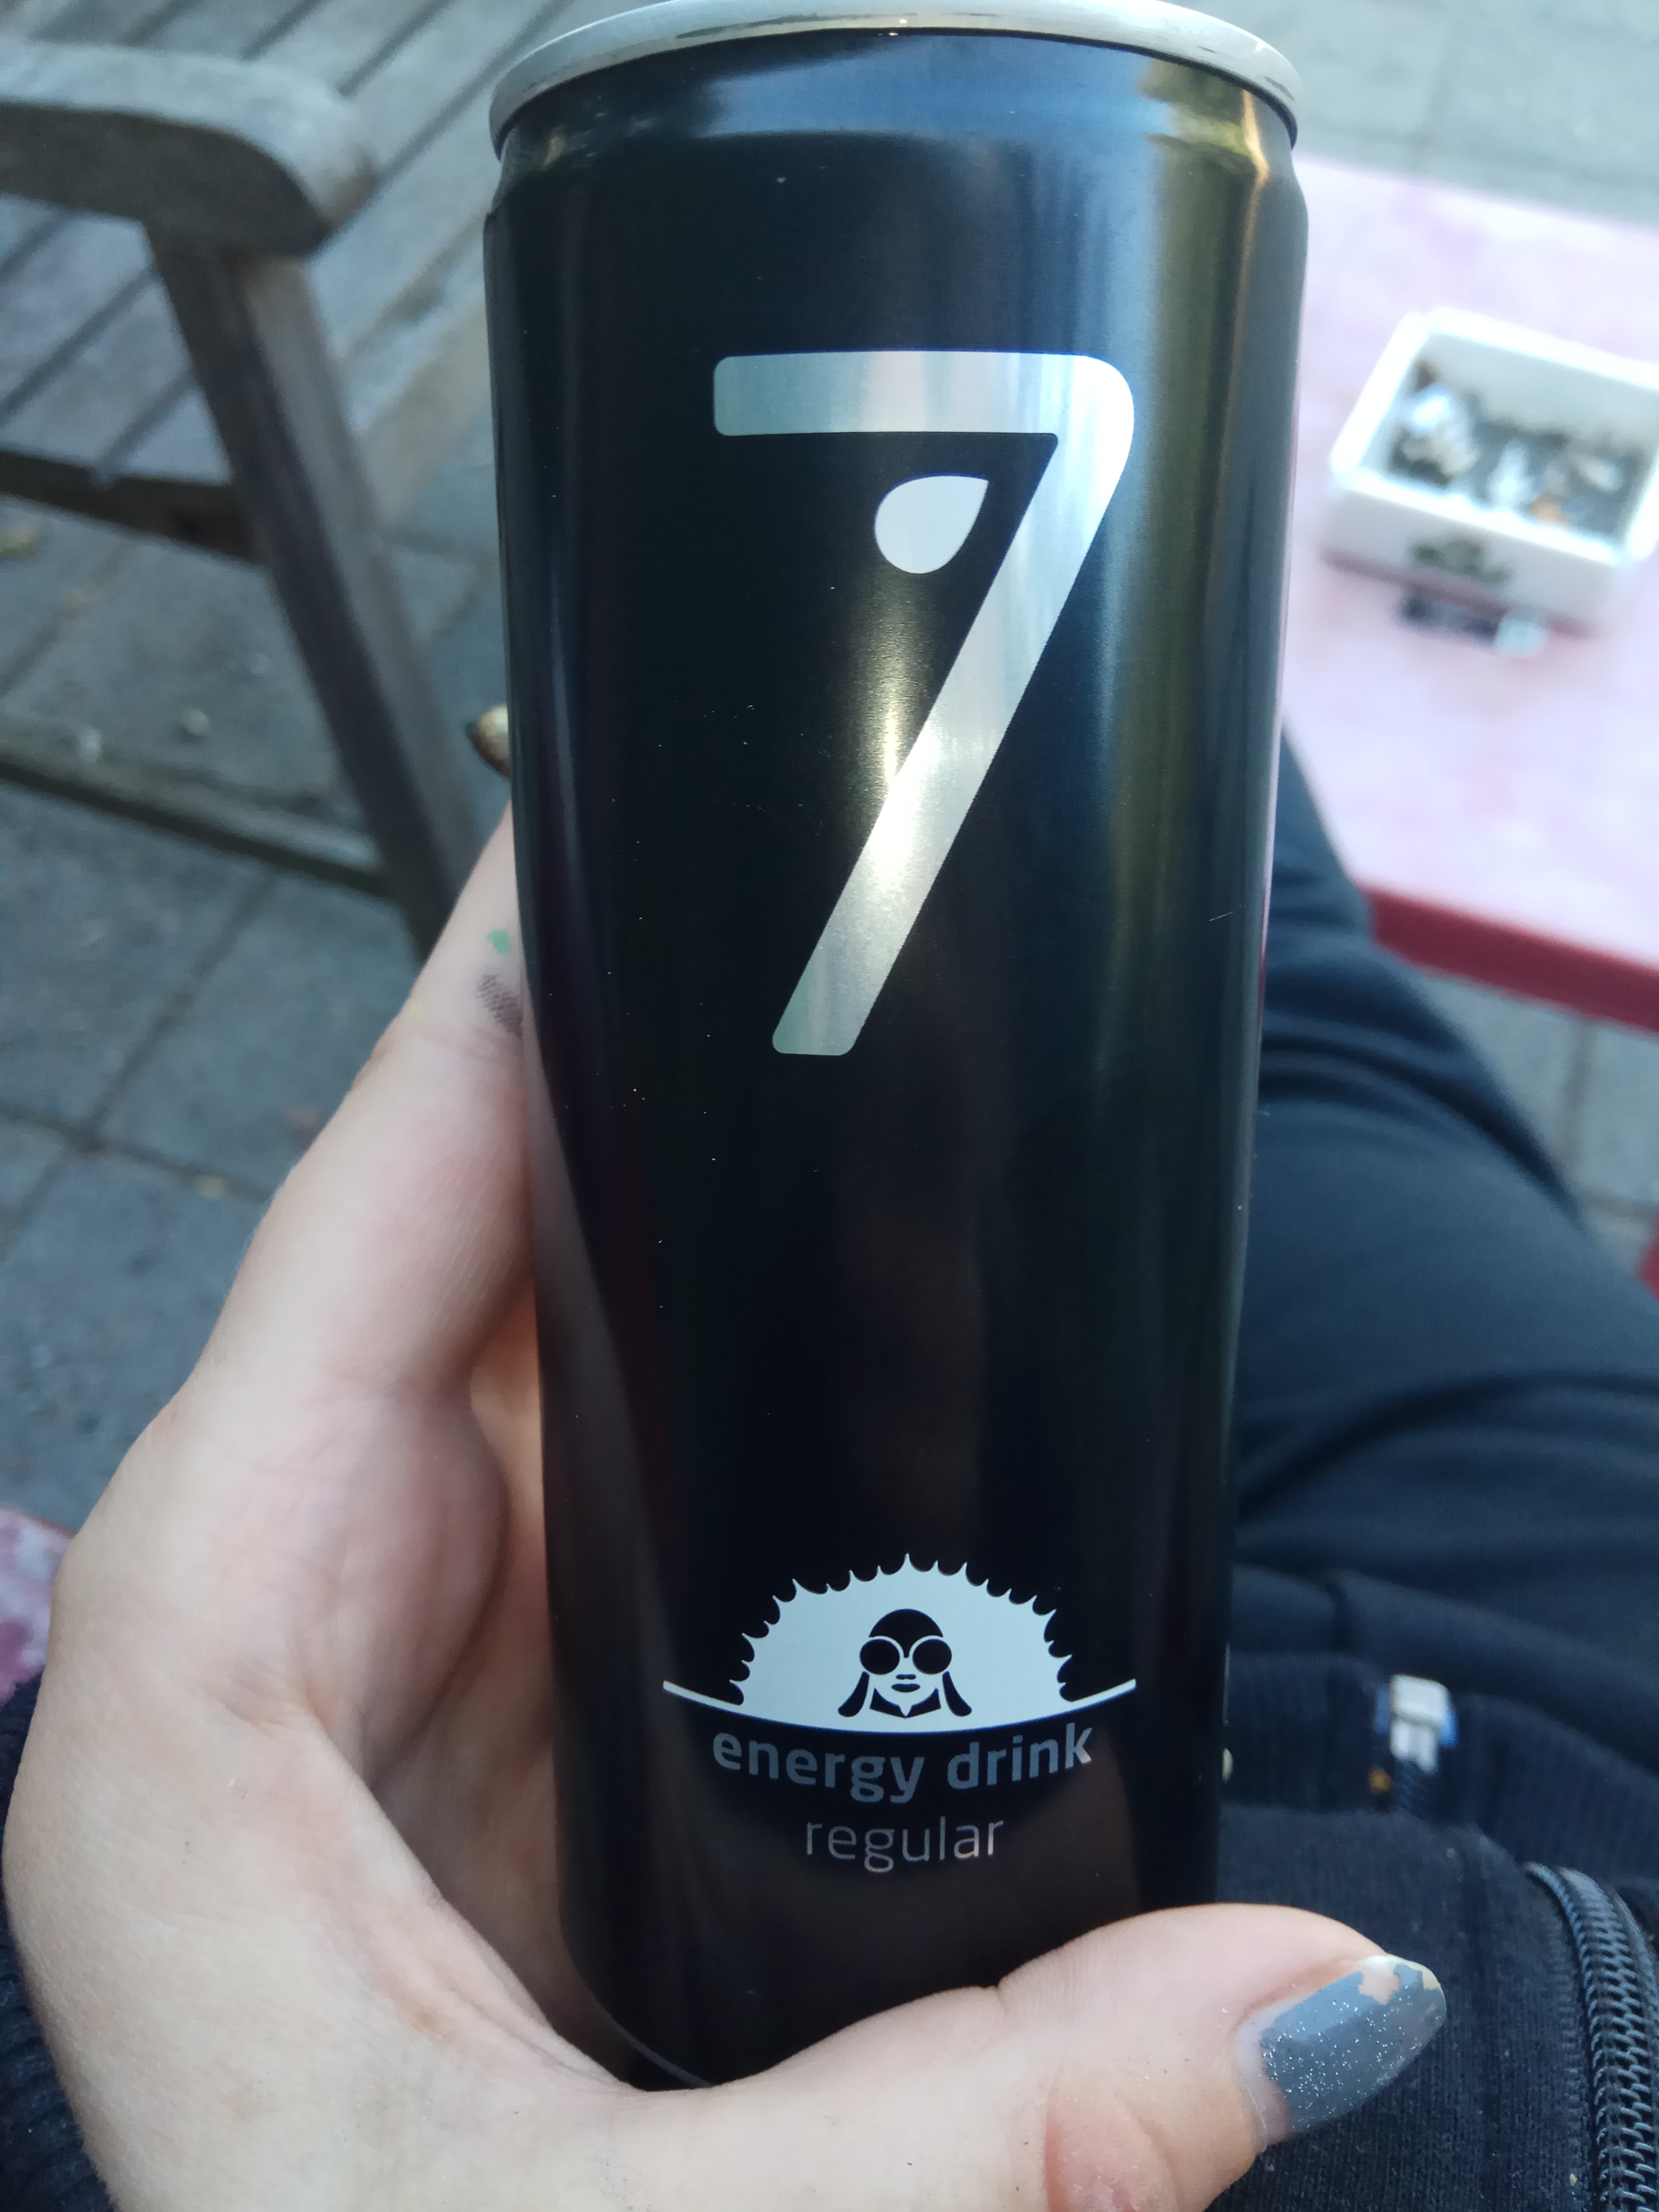 7
energy drink
regular